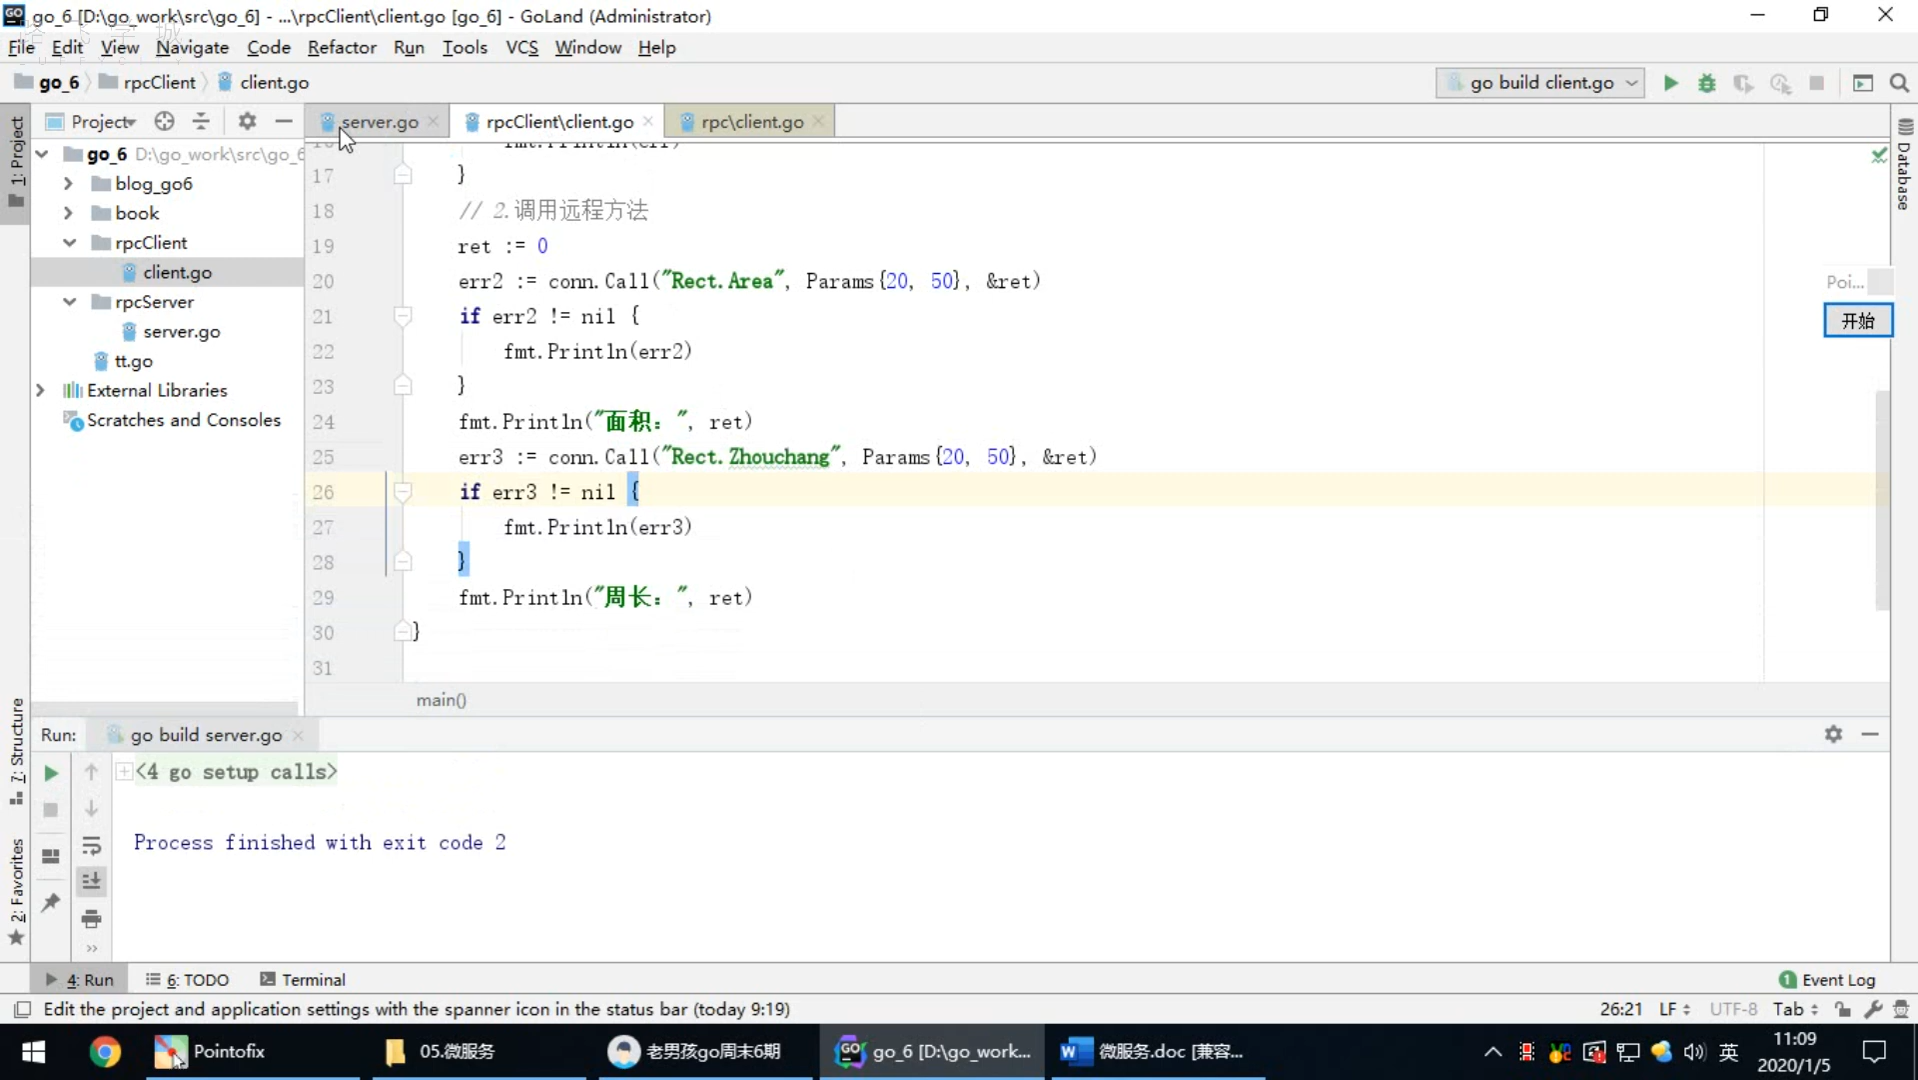 go_6 [D:\go_work\src\go_6] - ...\rpcClient\client.go [go_6] - GoLand (Administrator)
File Edit View Navigate Code Refactor Run Tools VCS Window Help
go_6 rpcClient client.go
go build client.go
Project
server.go
rpcClient\client.go
rpc\client.go
1: Project
Database
go_6 D:\go_work\src\go_6
blog_go6
book
rpcClient
client.go
rpcServer
server.go
tt.go
External Libraries
Scratches and Consoles
16 fmt.Println(err)
17 }
18 // 2.调用远程方法
19 ret := 0
20 err2 := conn.Call("Rect.Area", Params{20, 50}, &ret)
21 if err2 != nil {
22 fmt.Println(err2)
23 }
24 fmt.Println("面积：", ret)
25 err3 := conn.Call("Rect.Zhouchang", Params{20, 50}, &ret)
26 if err3 != nil {
27 fmt.Println(err3)
28 }
29 fmt.Println("周长：", ret)
30 }
31
main()
Poi...
开始
7: Structure
2: Favorites
Run: go build server.go
<4 go setup calls>
Process finished with exit code 2
4: Run 6: TODO Terminal
1 Event Log
Edit the project and application settings with the spanner icon in the status bar (today 9:19)
26:21 LF UTF-8 Tab
Pointofix
05.微服务
老男孩go周末6期
go_6 [D:\go_work...
微服务.doc [兼容...
英
11:09
2020/1/5